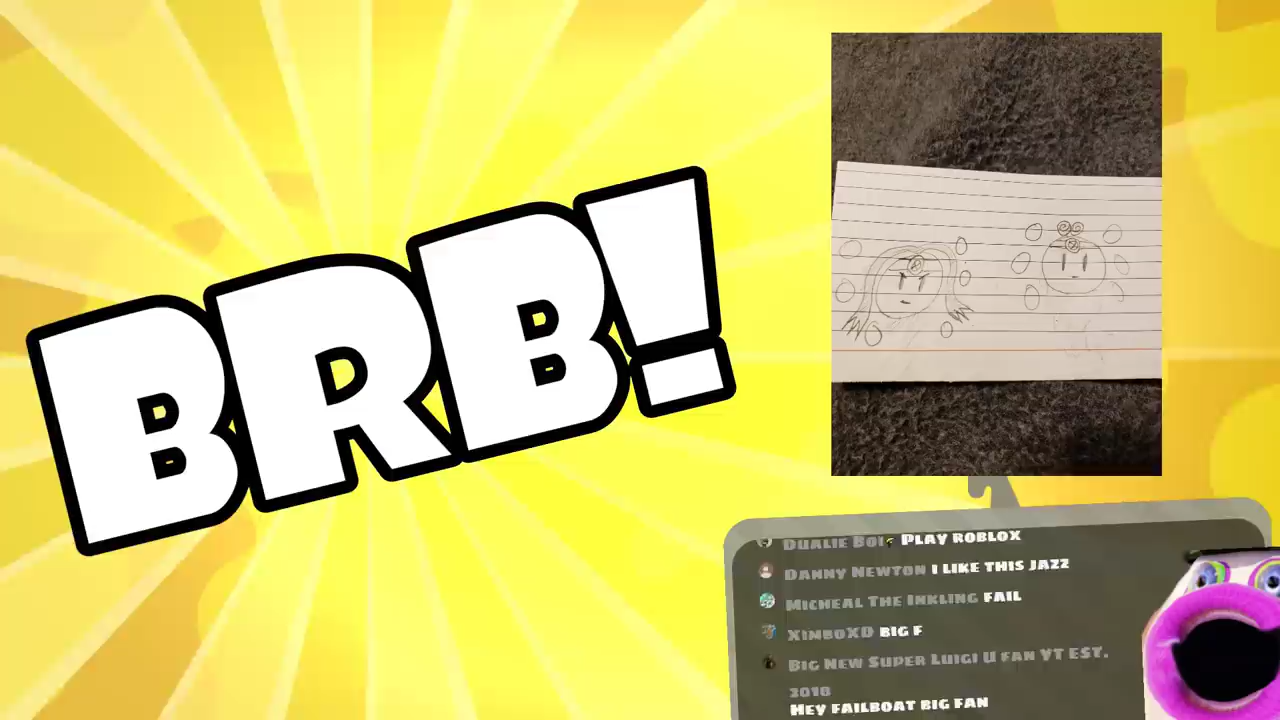 BRB!
DUALIE BOI PLAY ROBLOX
DANNY NEWTON I LIKE THIS JAZZ
MICHEAL THE INKLING FAIL
XIMBOXD BIG F
BIG NEW SUPER LUIGI U FAN YT EST.
2018
HEY FAILBOAT BIG FAN